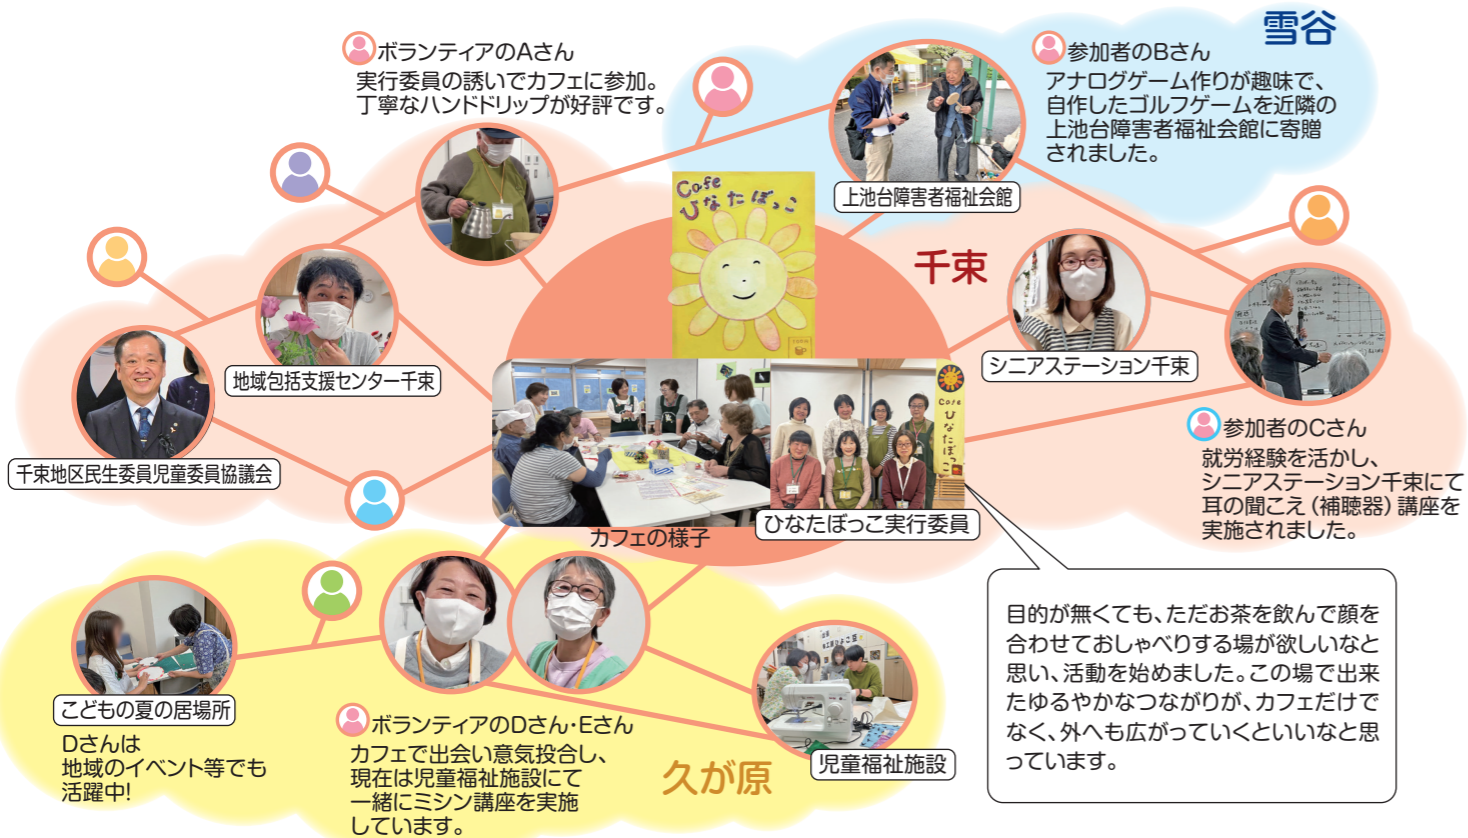 雪谷
ボランティアのAさん
実行委員の誘いでカフェに参加。
丁寧なハンドドリップが好評です。
参加者のBさん
アナログゲーム作りが趣味で、
自作したゴルフゲームを近隣の
上池台障害者福祉会館に寄贈
されました。
上池台障害者福祉会館
Cafe
ひなたぼっこ
千束
シニアステーション千束
地域包括支援センター千束
千束地区民生委員児童委員協議会
参加者のCさん
就労経験を活かし、
シニアステーション千束にて
耳の聞こえ(補聴器)講座を
実施されました。
Cafe
ひなたぼっこ
ひなたぼっこ実行委員
カフェの様子
目的が無くても、ただお茶を飲んで顔を
合わせておしゃべりする場が欲しいなと
思い、活動を始めました。この場で出来
たゆるやかなつながりが、カフェだけで
なく、外へも広がっていくといいなと思
っています。
こどもの夏の居場所
Dさんは
地域のイベント等でも
活躍中!
ボランティアのDさん・Eさん
カフェで出会い意気投合し、
現在は児童福祉施設にて
一緒にミシン講座を実施
しています。
久が原
児童福祉施設